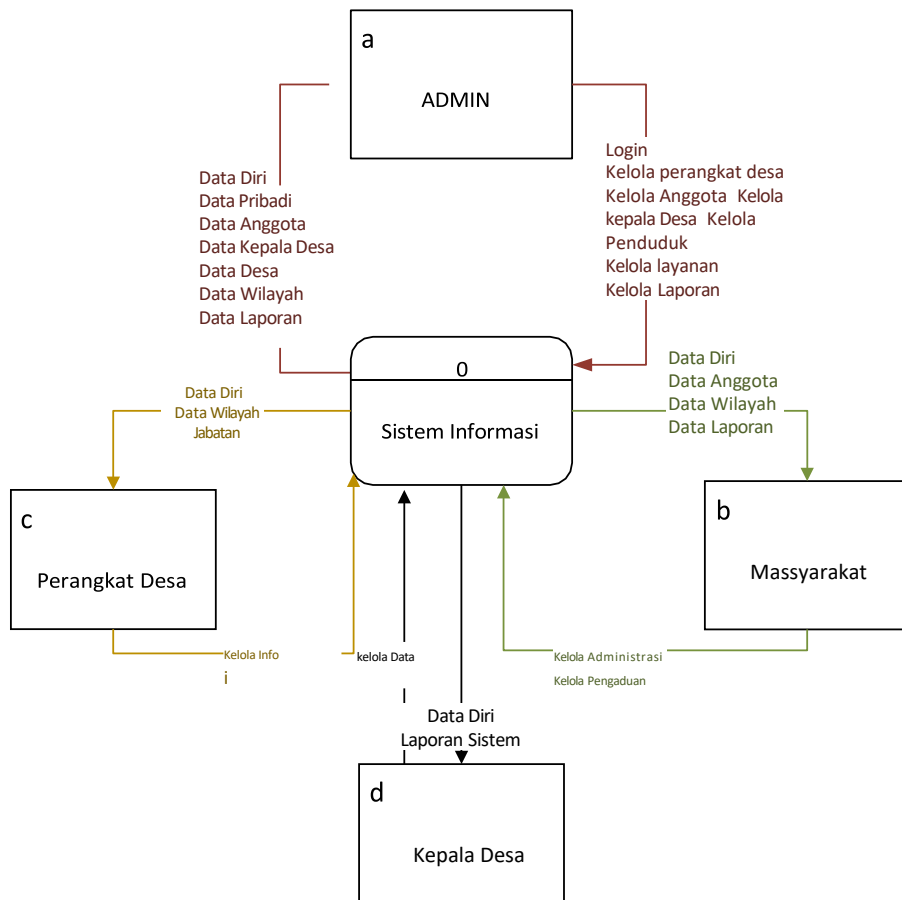 a
ADMIN
Login
Kelola perangkat desa
Kelola Anggota Kelola
kepala Desa Kelola
Penduduk
Kelola layanan
Kelola Laporan
Data Diri
Data Pribadi
Data Anggota
Data Kepala Desa
Data Desa
Data Wilayah
Data Laporan
0
Sistem Informasi
Data Diri
Data Anggota
Data Wilayah
Data Laporan
Data Diri
Data Wilayah
Jabatan
c
Perangkat Desa
b
Massyarakat
Kelola Info
i
kelola Data
Kelola Administrasi
Kelola Pengaduan
Data Diri
Laporan Sistem
d
Kepala Desa